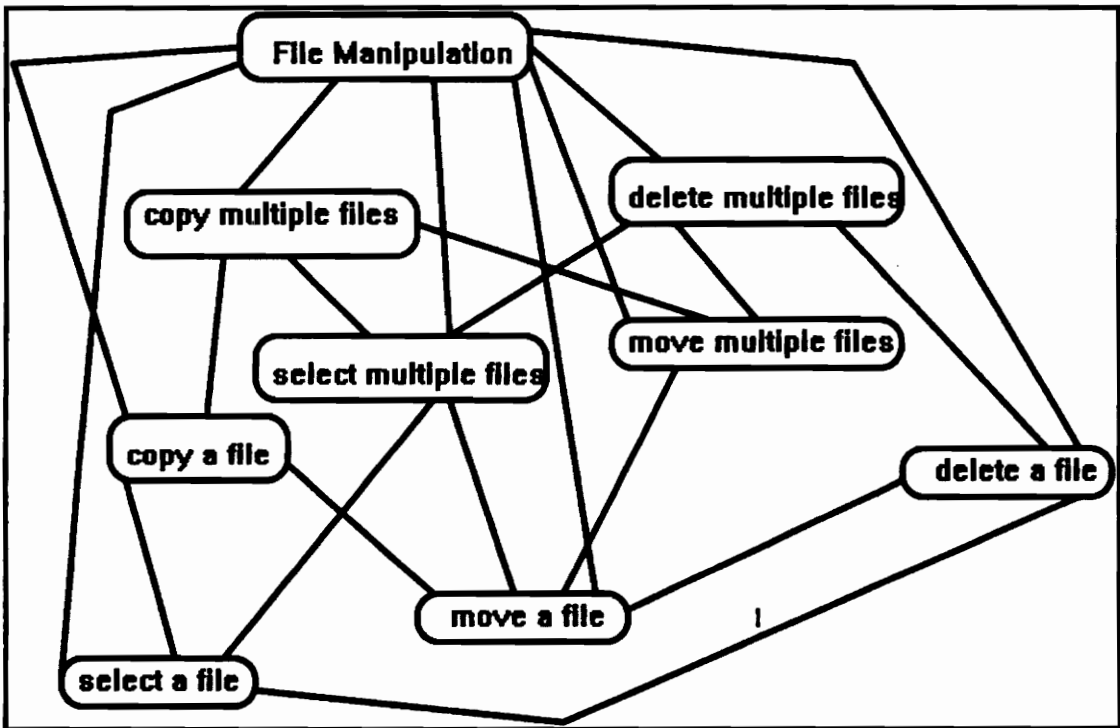 File Manipulation
delete multiple files
copy multiple files
move multiple files
select multiple files
copy a file
delete a file
move a file
select a file